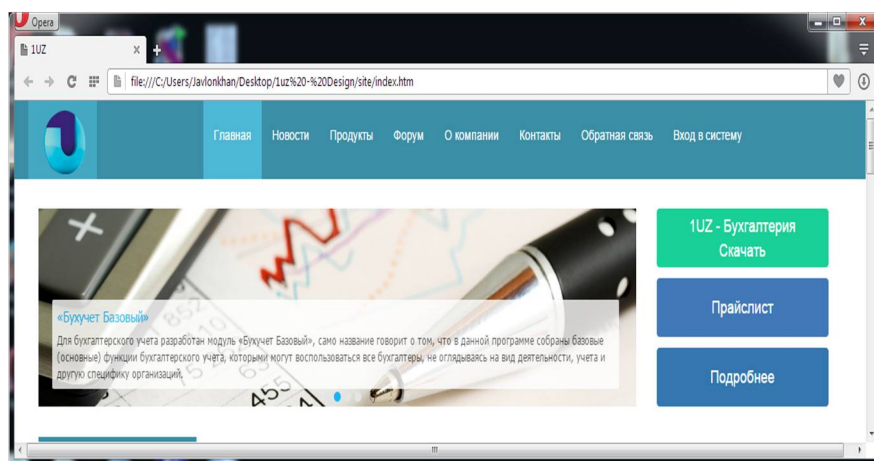 Opera
1UZ
file:///C:/Users/Javlonkhan/Desktop/1uz%20-%20Design/site/index.htm
Главная Новости Продукты Форум О компании Контакты Обратная связь Вход в систему
1UZ - Бухгалтерия
Скачать
Прайслист
Подробнее
«Бухучет Базовый»
Для бухгалтерского учета разработан модуль «Бухучет Базовый», само название говорит о том, что в данной программе собраны базовые
(основные) функции бухгалтерского учёта, которыми могут воспользоваться все бухгалтеры, не оглядываясь на вид деятельности, учета и
другую специфику организаций.
455